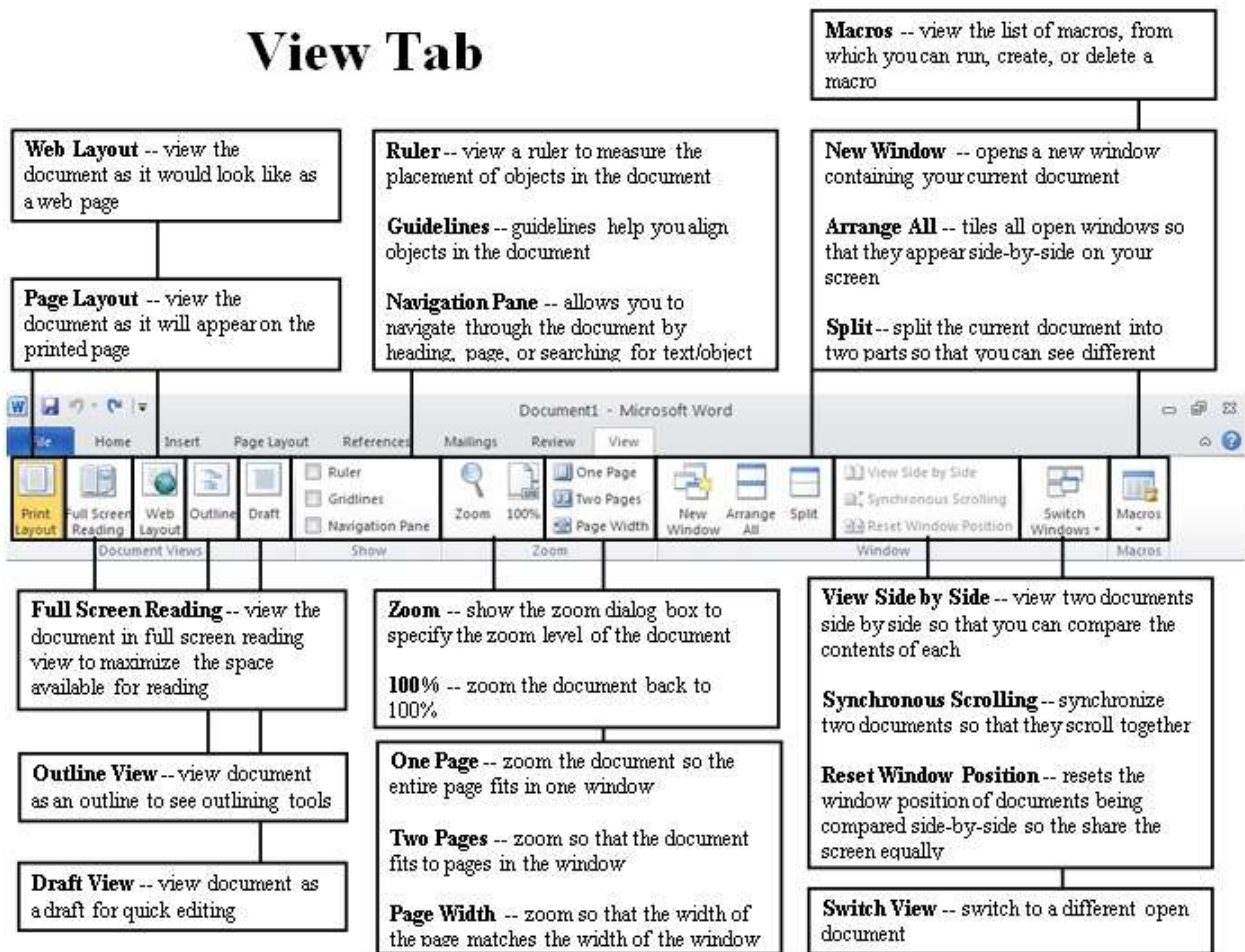 View Tab
Macros -- view the list of macros, from
which you can run, create, or delete a
macro
Web Layout -- view the
document as it would look like as
a web page
Page Layout -- view the
document as it will appear on the
printed page
Ruler -- view a ruler to measure the
placement of objects in the document
Guidelines -- guidelines help you align
objects in the document
Navigation Pane -- allows you to
navigate through the document by
heading, page, or searching for text/object
New Window -- opens a new window
containing your current document
Arrange All -- tiles all open windows so
that they appear side-by-side on your
screen
Split -- split the current document into
two parts so that you can see different
W
Document1 - Microsoft Word
File Home Insert Page Layout References Mailings Review View
Print Layout
Full Screen Reading
Web Layout
Outline
Draft
Document Views
Ruler
Gridlines
Navigation Pane
Show
Zoom
100%
One Page
Two Pages
Page Width
Zoom
New Window
Arrange All
Split
View Side by Side
Synchronous Scrolling
Reset Window Position
Switch Windows
Window
Macros
Macros
Full Screen Reading -- view the
document in full screen reading
view to maximize the space
available for reading
Outline View -- view document
as an outline to see outlining tools
Draft View -- view document as
a draft for quick editing
Zoom -- show the zoom dialog box to
specify the zoom level of the document
100% -- zoom the document back to
100%
One Page -- zoom the document so the
entire page fits in one window
Two Pages -- zoom so that the document
fits to pages in the window
Page Width -- zoom so that the width of
the page matches the width of the window
View Side by Side -- view two documents
side by side so that you can compare the
contents of each
Synchronous Scrolling -- synchronize
two documents so that they scroll together
Reset Window Position -- resets the
window position of documents being
compared side-by-side so the share the
screen equally
Switch View -- switch to a different open
document